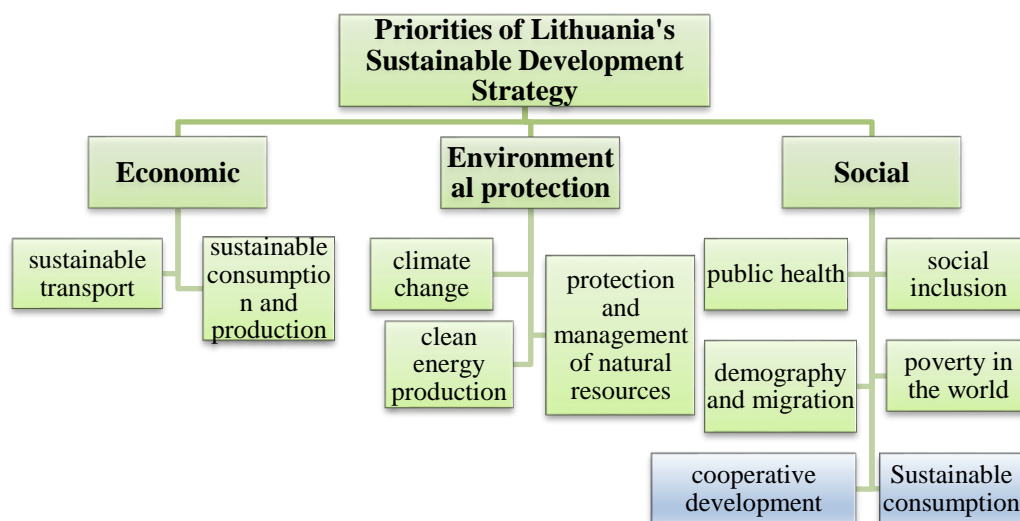 Priorities of Lithuania's
Sustainable Development
Strategy
Economic
Environment
al protection
Social
sustainable
transport
sustainable
consumptio
n and
production
climate
change
clean
energy
production
protection
and
management
of natural
resources
public health
social
inclusion
demography
and migration
poverty in
the world
cooperative
development
Sustainable
consumption